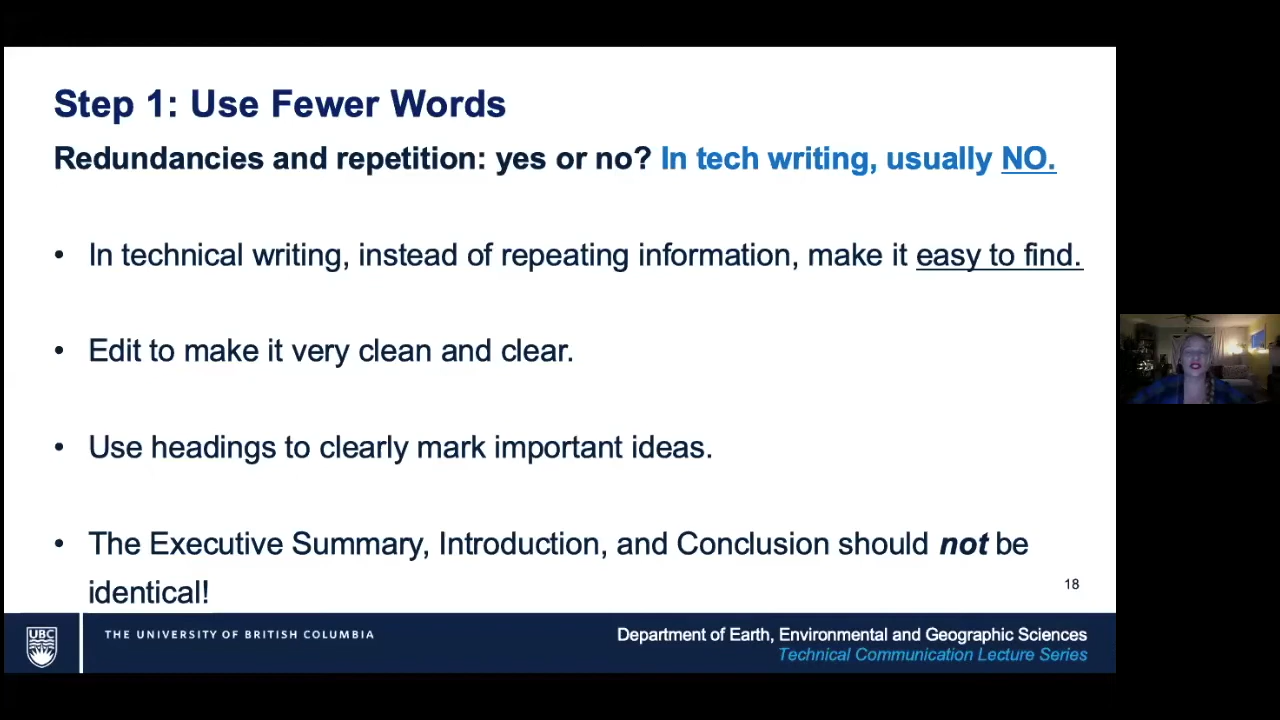 Step 1: Use Fewer Words
Redundancies and repetition: yes or no? In tech writing, usually NO.
• In technical writing, instead of repeating information, make it easy to find.
• Edit to make it very clean and clear.
• Use headings to clearly mark important ideas.
• The Executive Summary, Introduction, and Conclusion should not be
identical!
18
UBC
THE UNIVERSITY OF BRITISH COLUMBIA
Department of Earth, Environmental and Geographic Sciences
Technical Communication Lecture Series